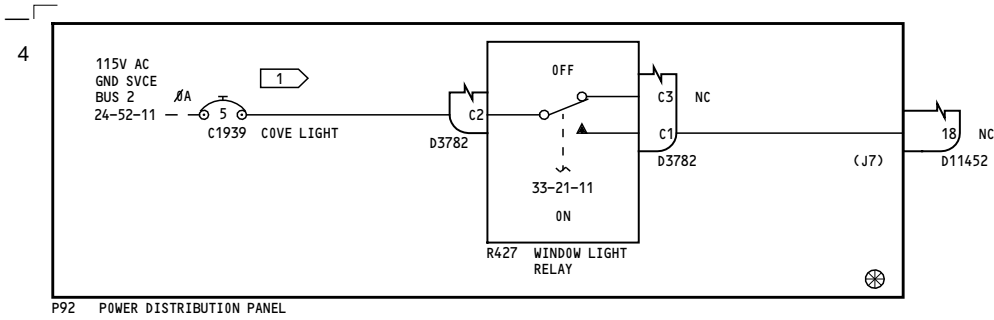 4
115V AC
GND SVCE
BUS 2
24-52-11
ØA
5
C1939 COVE LIGHT
1
D3782
C2
OFF
33-21-11
ON
C3 NC
C1
D3782
R427 WINDOW LIGHT
RELAY
(J7)
18 NC
D11452
P92 POWER DISTRIBUTION PANEL